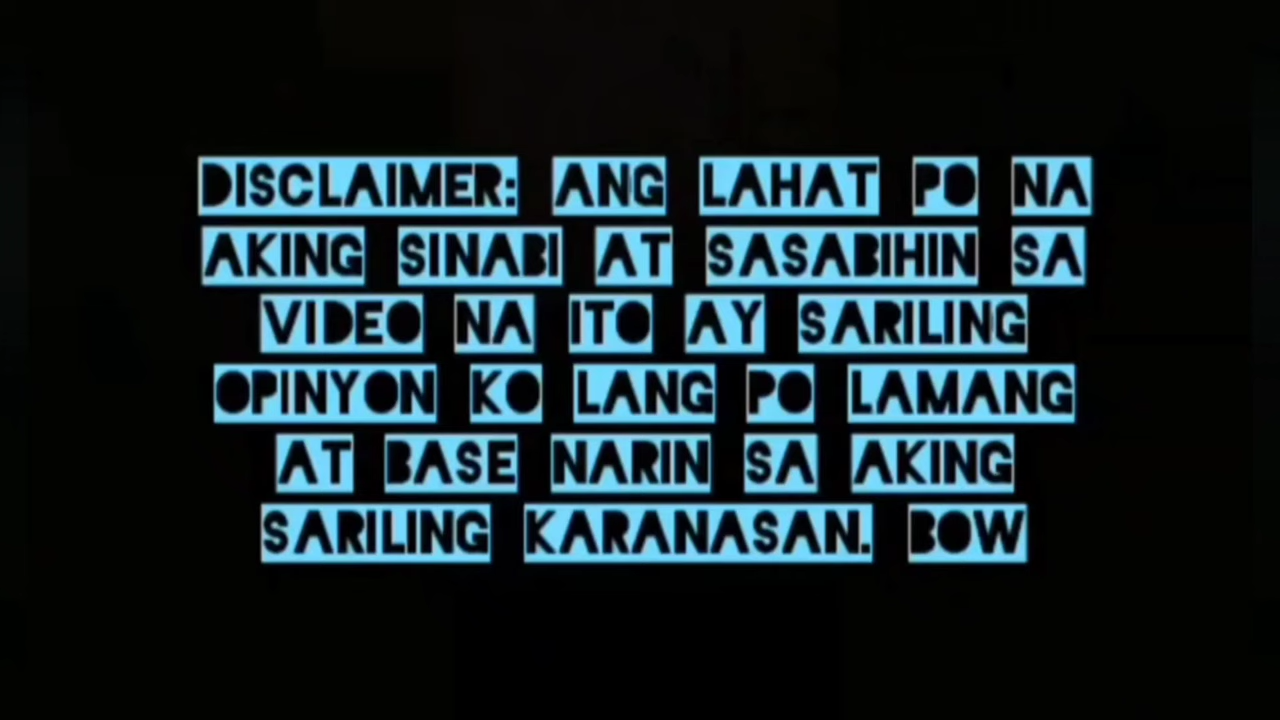 DISCLAIMER: ANG LAHAT PO NA
AKING SINABI AT SASABIHIN SA
VIDEO NA ITO AY SARILING
OPINYON KO LANG PO LAMANG
AT BASE NARIN SA AKING
SARILING KARANASAN. BOW